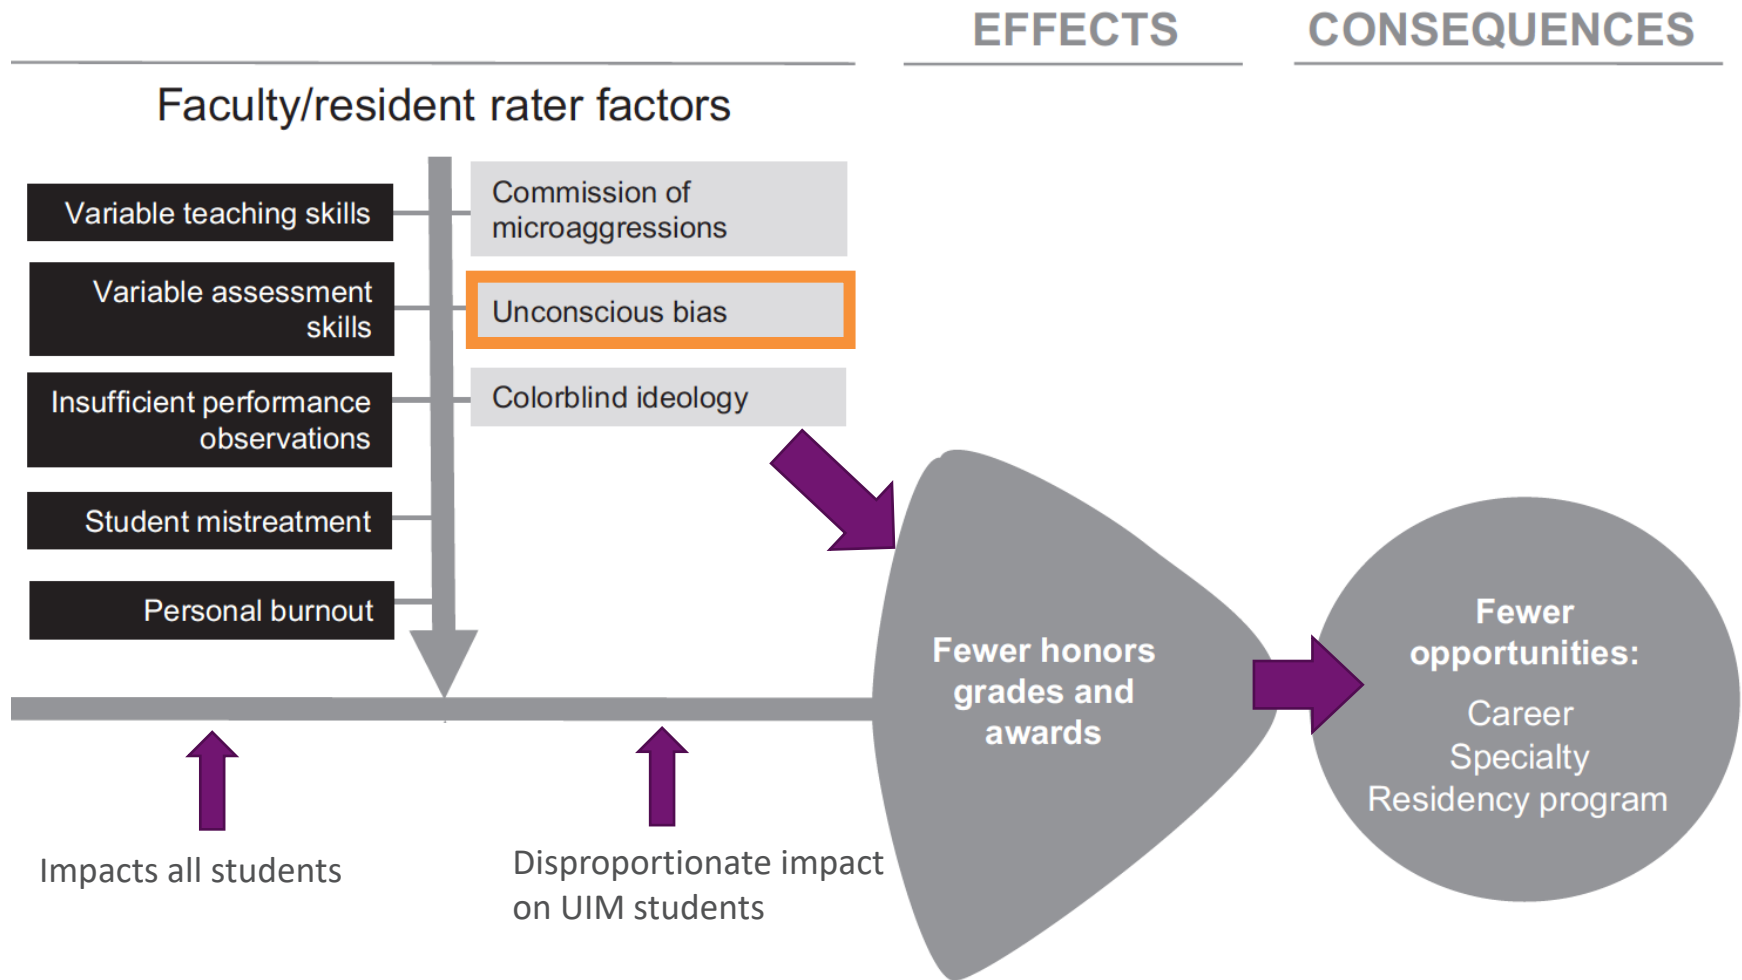 EFFECTS
CONSEQUENCES
Faculty/resident rater factors
Variable teaching skills
Variable assessment
skills
Insufficient performance
observations
Student mistreatment
Personal burnout
Commission of
microaggressions
Unconscious bias
Colorblind ideology
Fewer honors
grades and
awards
Fewer
opportunities:
Career
Specialty
Residency program
Impacts all students
Disproportionate impact
on UIM students